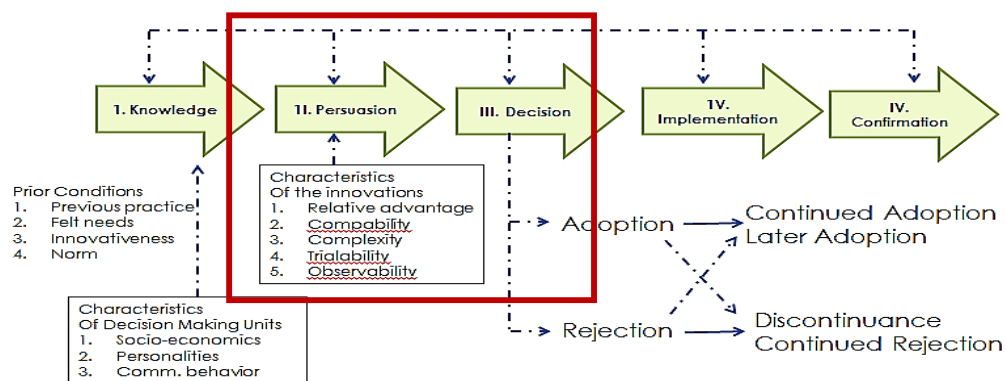 1. Knowledge
1I. Persuasion
III. Decision
1V.
Implementation
IV.
Confirmation
Prior Conditions
1. Previous practice
2. Felt needs
3. Innovativeness
4. Norm
Characteristics
Of the innovations
1. Relative advantage
2. Compability
3. Complexity
4. Trialability
5. Observability
Characteristics
Of Decision Making Units
1. Socio-economics
2. Personalities
3. Comm. behavior
Adoption
Rejection
Continued Adoption
Later Adoption
Discontinuance
Continued Rejection